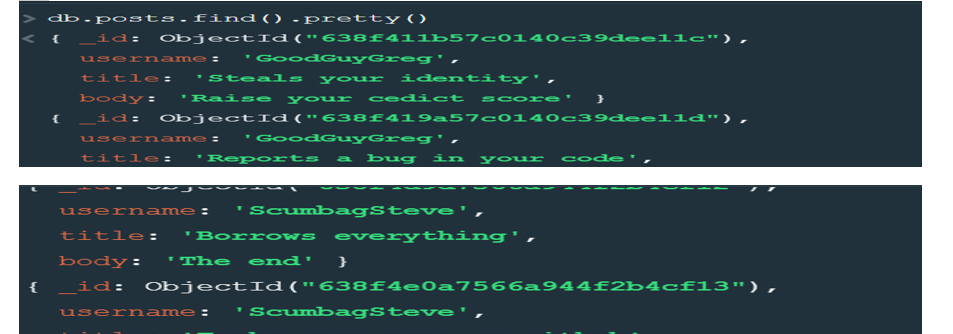 > db.posts.find().pretty()
< { _id: ObjectId("638f411b57c0140c39dee11c"),
username: 'GoodGuyGreg',
title: 'Steals your identity',
body: 'Raise your cedict score' }
{ _id: ObjectId("638f419a57c0140c39dee11d"),
username: 'GoodGuyGreg',
title: 'Reports a bug in your code',
{ _id: ObjectId(
username: 'ScumbagSteve',
title: 'Borrows everything',
body: 'The end' }
{ _id: ObjectId("638f4e0a7566a944f2b4cf13"),
username: 'ScumbagSteve',